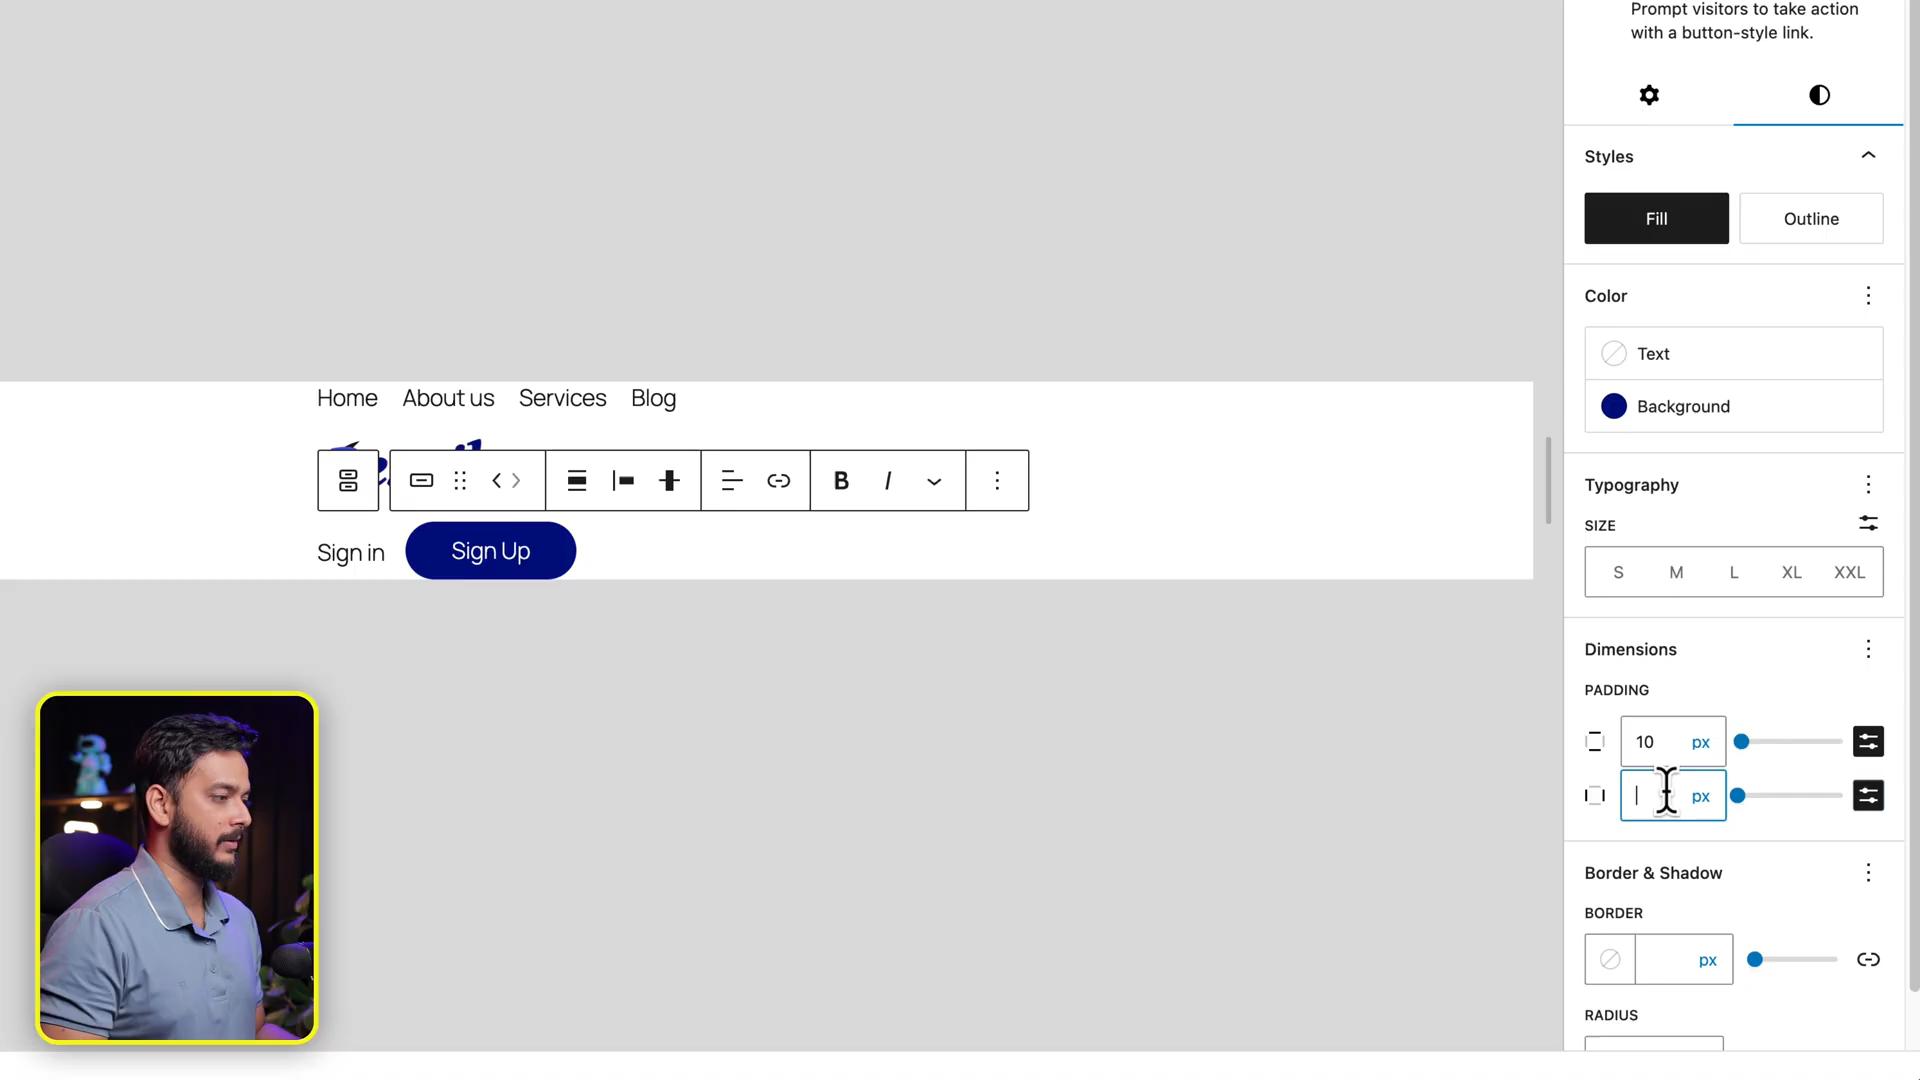 Prompt visitors to take action
with a button-style link.
Styles
Fill
Outline
Color
Text
Background
Typography
SIZE
S M L XL XXL
Dimensions
PADDING
10 px
px
Border & Shadow
BORDER
px
RADIUS
Home About us Services Blog
B I
Sign in
Sign Up